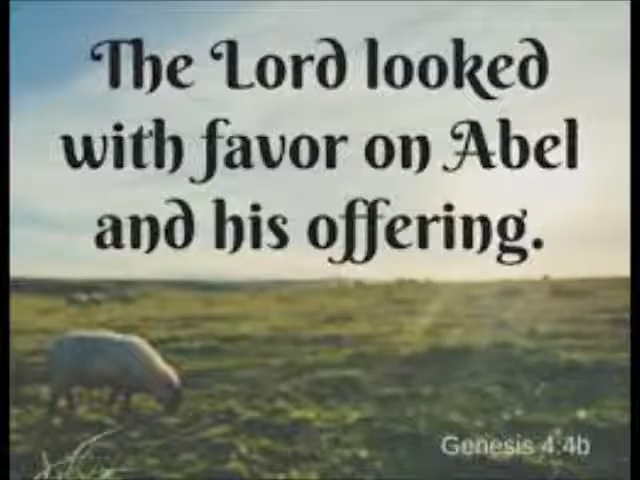 The Lord looked
with favor on Abel
and his offering.
Genesis 4:4b